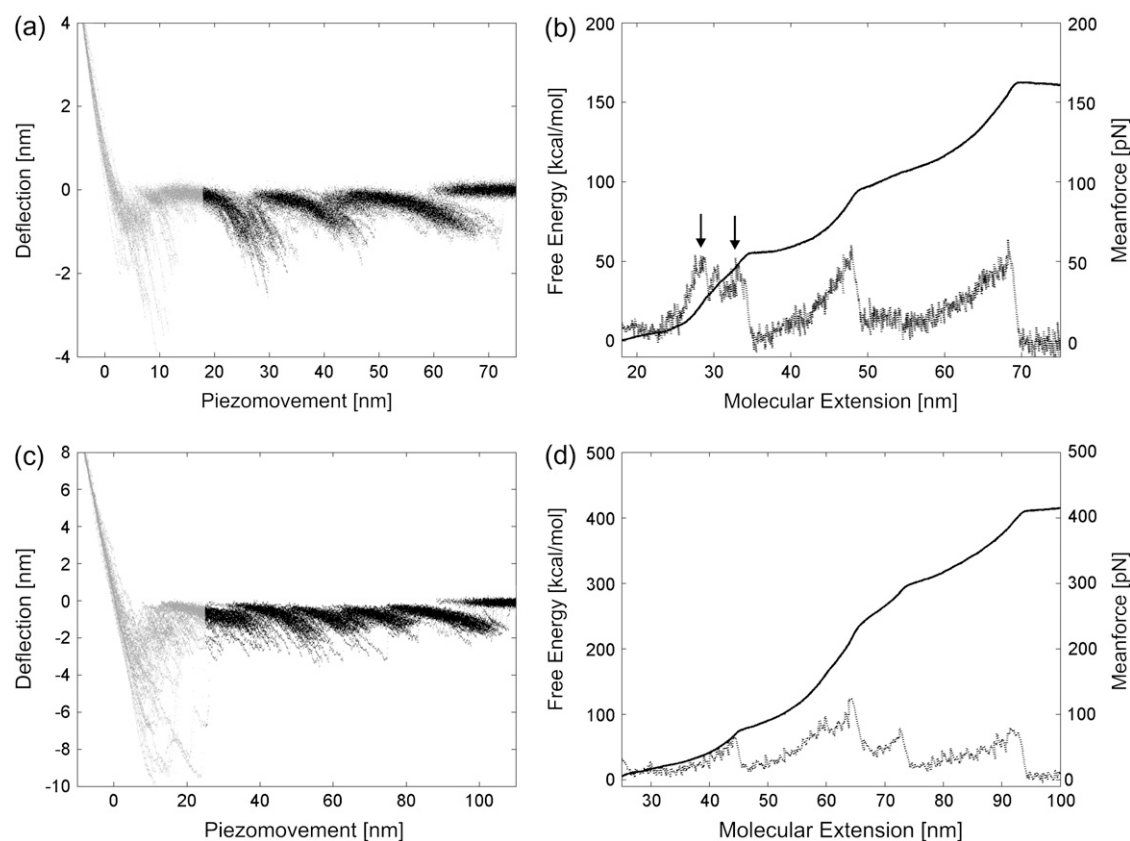 (a)
4
2
0
-2
-4
Deflection [nm]
0 10 20 30 40 50 60 70
Piezomovement [nm]
(b)
200
150
100
50
0
Free Energy [kcal/mol]
200
150
100
50
0
Meanforce [pN]
20 30 40 50 60 70
Molecular Extension [nm]
(c)
8
6
4
2
0
-2
-4
-6
-8
-10
Deflection [nm]
0 20 40 60 80 100
Piezomovement [nm]
(d)
500
400
300
200
100
0
Free Energy [kcal/mol]
500
400
300
200
100
0
Meanforce [pN]
30 40 50 60 70 80 90 100
Molecular Extension [nm]